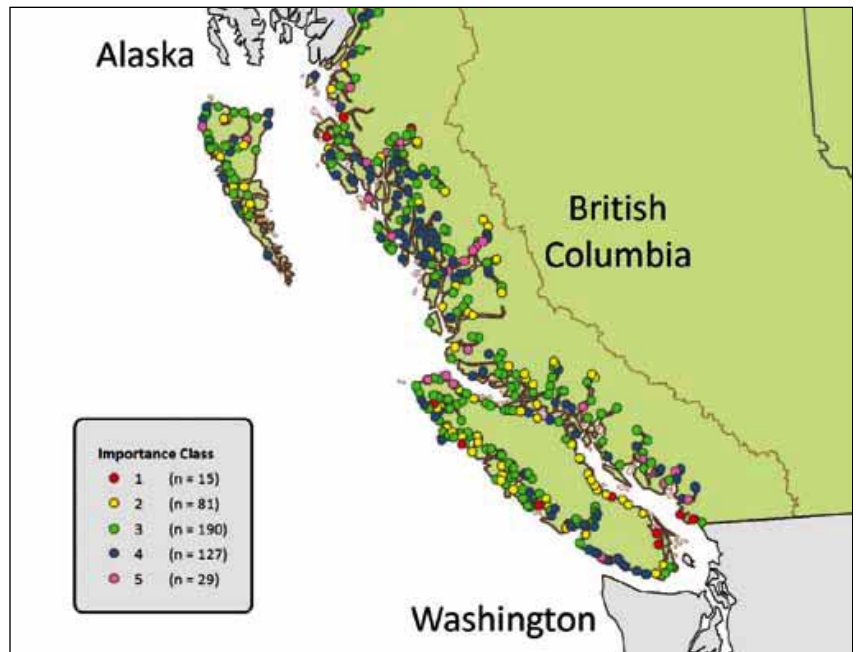 Alaska
British
Columbia
Importance Class
1 (n = 15)
2 (n = 81)
3 (n = 190)
4 (n = 127)
5 (n = 29)
Washington